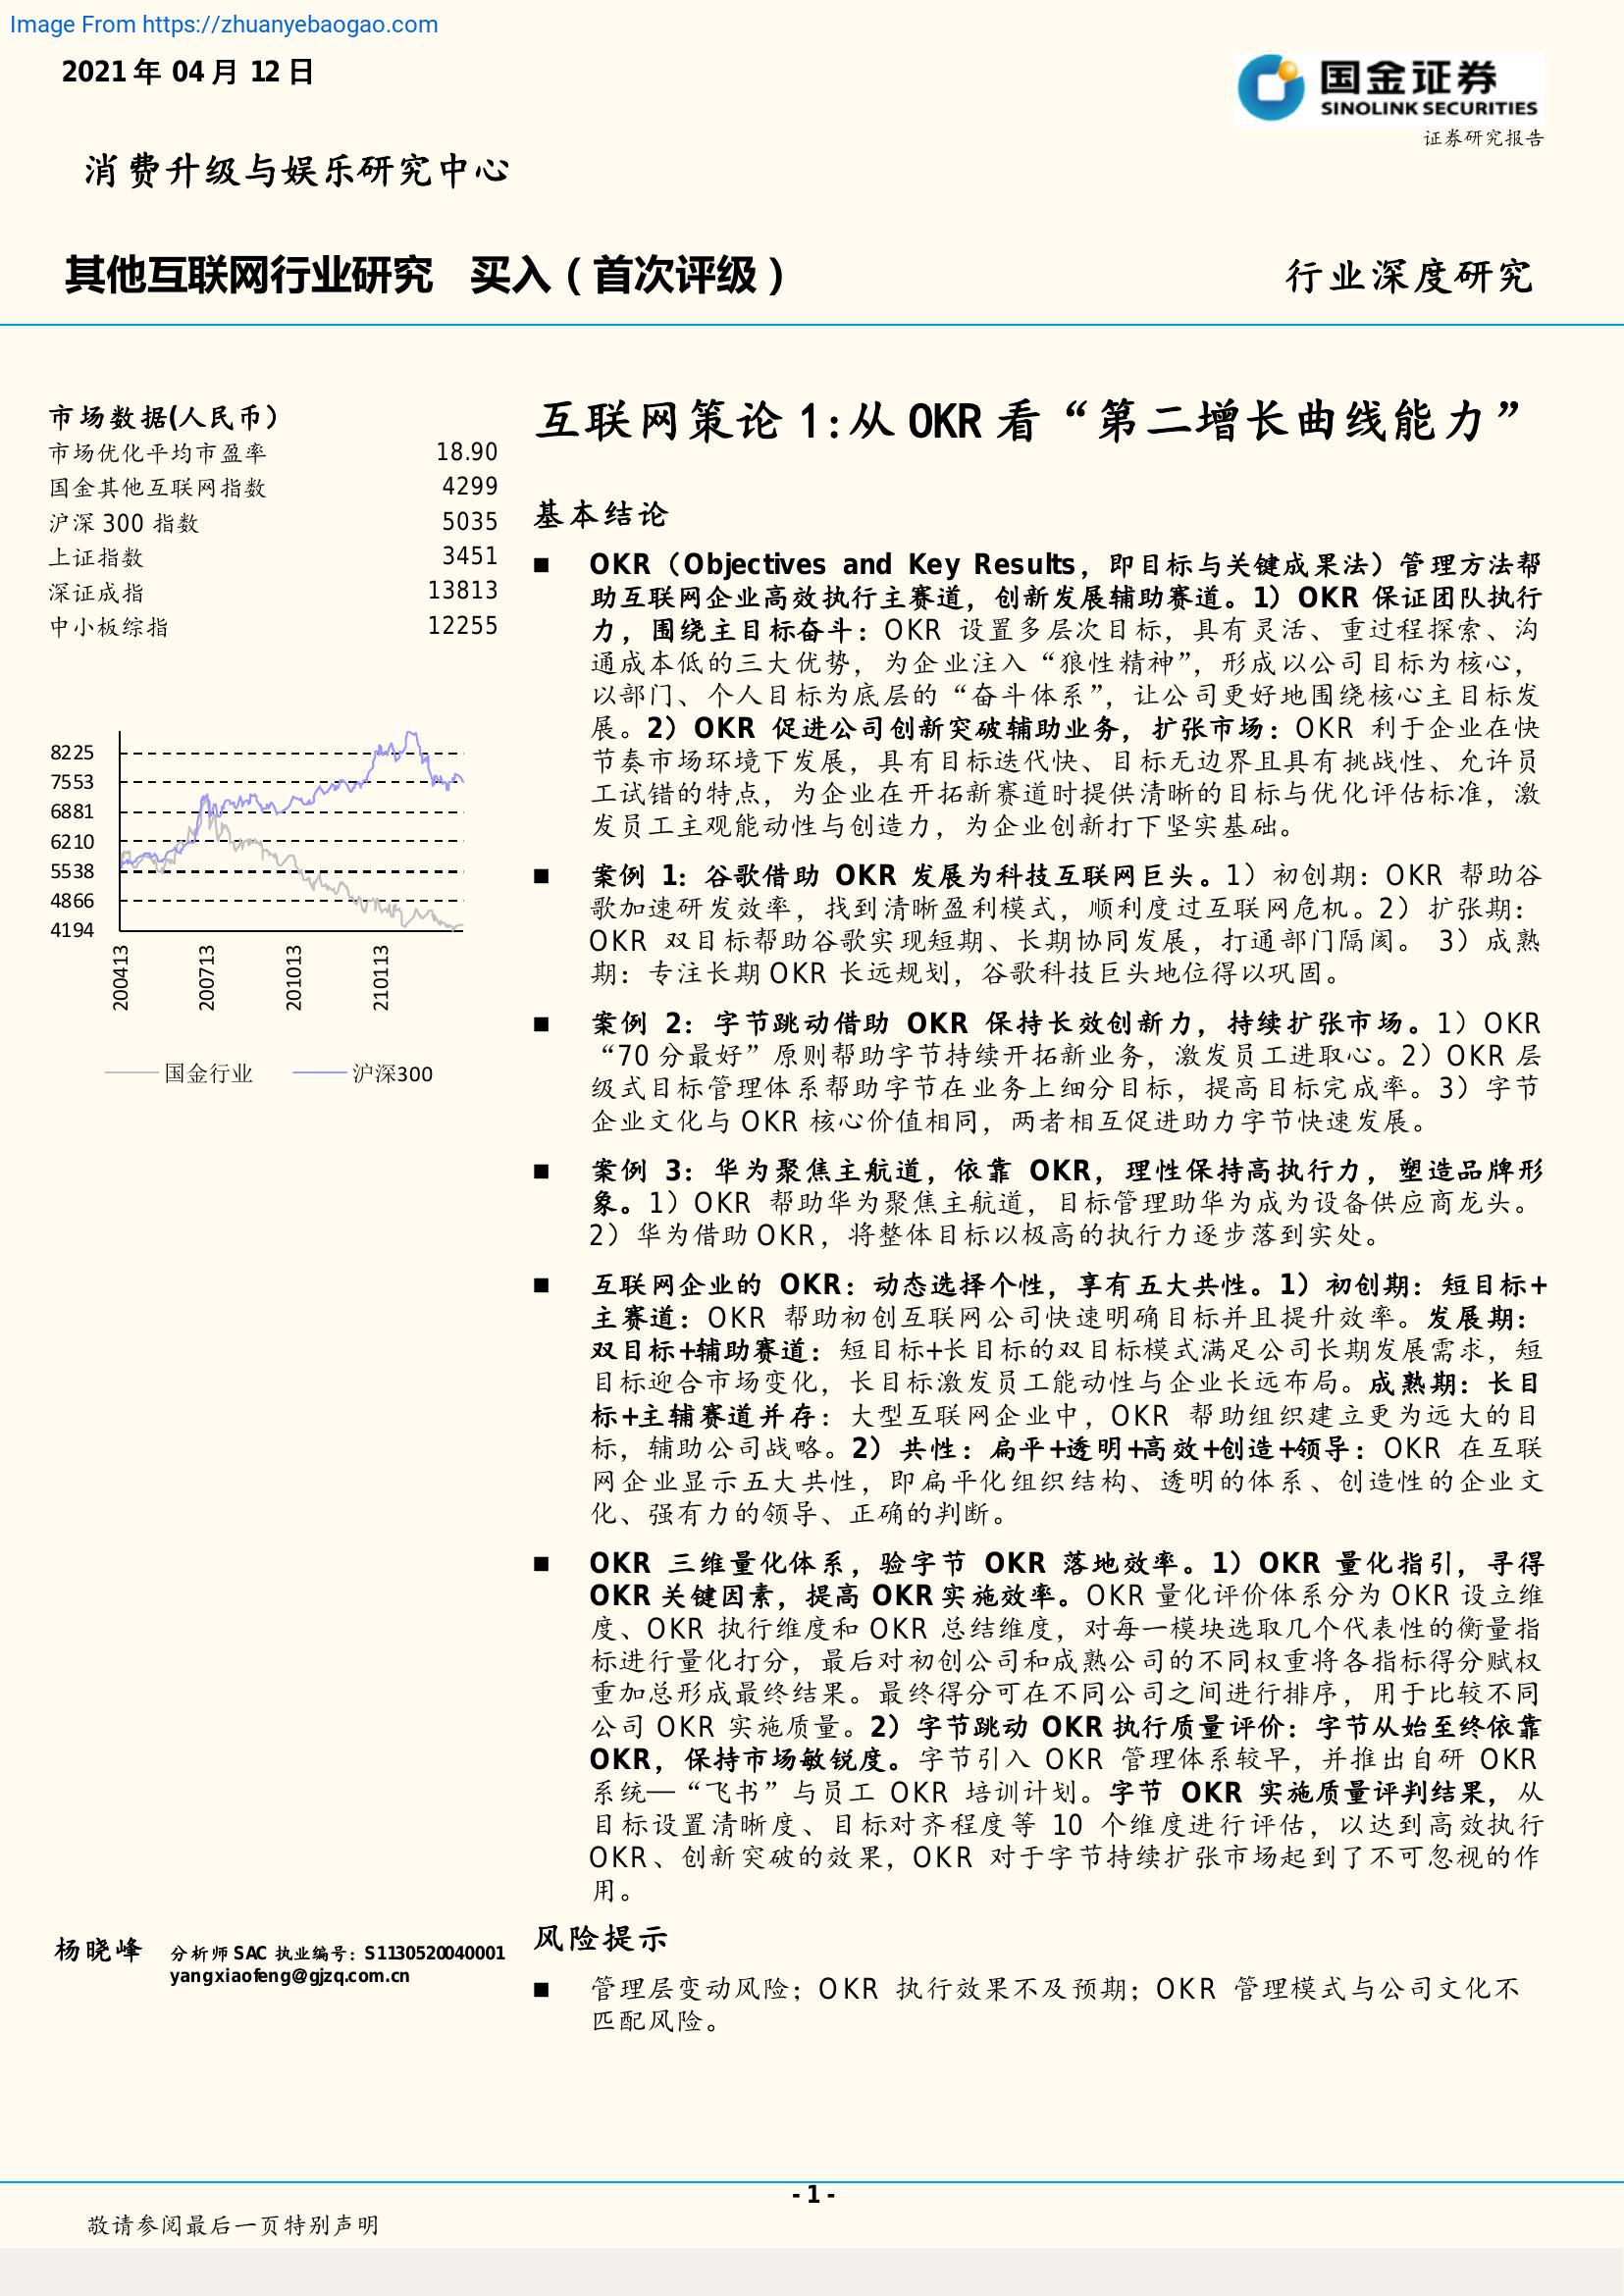 Image From https://zhuanyebaogao.com
2021年 04月 12日
国金证券
SINOLINK SECURITIES
证券研究报告
消费升级与娱乐研究中心
其他互联网行业研究 买入（首次评级）
行业深度研究
市场数据(人民币）
市场优化平均市盈率 18.90
国金其他互联网指数 4299
沪深 300 指数 5035
上证指数 3451
深证成指 13813
中小板综指 12255
8225
7553
6881
6210
5538
4866
4194
200413
200713
201013
210113
国金行业
沪深300
杨晓峰 分析师 SAC 执业编号：S1130520040001
yangxiaofeng@gjzq.com.cn
互联网策论 1:从 OKR 看“第二增长曲线能力”
基本结论
■ OKR（Objectives and Key Results，即目标与关键成果法）管理方法帮
助互联网企业高效执行主赛道，创新发展辅助赛道。1）OKR 保证团队执行
力，围绕主目标奋斗：OKR 设置多层次目标，具有灵活、重过程探索、沟
通成本低的三大优势，为企业注入“狼性精神”，形成以公司目标为核心，
以部门、个人目标为底层的“奋斗体系”，让公司更好地围绕核心主目标发
展。2）OKR 促进公司创新突破辅助业务，扩张市场：OKR 利于企业在快
节奏市场环境下发展，具有目标迭代快、目标无边界且具有挑战性、允许员
工试错的特点，为企业在开拓新赛道时提供清晰的目标与优化评估标准，激
发员工主观能动性与创造力，为企业创新打下坚实基础。
■ 案例 1：谷歌借助 OKR 发展为科技互联网巨头。1）初创期：OKR 帮助谷
歌加速研发效率，找到清晰盈利模式，顺利度过互联网危机。2）扩张期：
OKR 双目标帮助谷歌实现短期、长期协同发展，打通部门隔阂。 3）成熟
期：专注长期 OKR 长远规划，谷歌科技巨头地位得以巩固。
■ 案例 2：字节跳动借助 OKR 保持长效创新力，持续扩张市场。1）OKR
“70 分最好”原则帮助字节持续开拓新业务，激发员工进取心。2）OKR 层
级式目标管理体系帮助字节在业务上细分目标，提高目标完成率。3）字节
企业文化与 OKR 核心价值相同，两者相互促进助力字节快速发展。
■ 案例 3：华为聚焦主航道，依靠 OKR，理性保持高执行力，塑造品牌形
象。1）OKR 帮助华为聚焦主航道，目标管理助华为成为设备供应商龙头。
2）华为借助 OKR，将整体目标以极高的执行力逐步落到实处。
■ 互联网企业的 OKR：动态选择个性，享有五大共性。1）初创期：短目标+
主赛道：OKR 帮助初创互联网公司快速明确目标并且提升效率。发展期：
双目标+辅助赛道：短目标+长目标的双目标模式满足公司长期发展需求，短
目标迎合市场变化，长目标激发员工能动性与企业长远布局。成熟期：长目
标+主辅赛道并存：大型互联网企业中，OKR 帮助组织建立更为远大的目
标，辅助公司战略。2）共性：扁平+透明+高效+创造+领导：OKR 在互联
网企业显示五大共性，即扁平化组织结构、透明的体系、创造性的企业文
化、强有力的领导、正确的判断。
■ OKR 三维量化体系，验字节 OKR 落地效率。1）OKR 量化指引，寻得
OKR 关键因素，提高 OKR 实施效率。OKR 量化评价体系分为 OKR 设立维
度、OKR 执行维度和 OKR 总结维度，对每一模块选取几个代表性的衡量指
标进行量化打分，最后对初创公司和成熟公司的不同权重将各指标得分赋权
重加总形成最终结果。最终得分可在不同公司之间进行排序，用于比较不同
公司 OKR 实施质量。2）字节跳动 OKR 执行质量评价：字节从始至终依靠
OKR，保持市场敏锐度。字节引入 OKR 管理体系较早，并推出自研 OKR
系统—“飞书”与员工 OKR 培训计划。字节 OKR 实施质量评判结果，从
目标设置清晰度、目标对齐程度等 10 个维度进行评估，以达到高效执行
OKR、创新突破的效果，OKR 对于字节持续扩张市场起到了不可忽视的作
用。
风险提示
■ 管理层变动风险；OKR 执行效果不及预期；OKR 管理模式与公司文化不
匹配风险。
- 1 -
敬请参阅最后一页特别声明